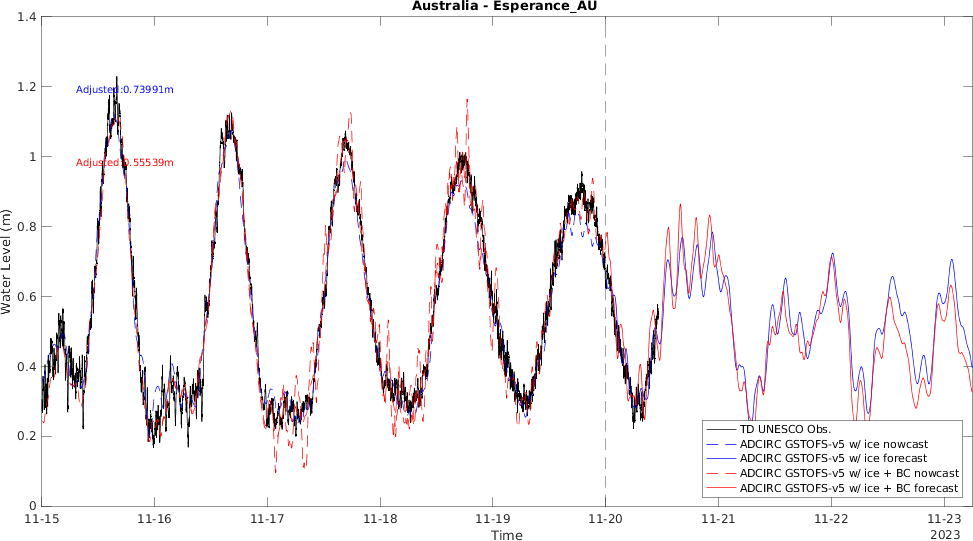 Australia - Esperance_AU
1.4
1.2
1
0.8
0.6
0.4
0.2
0
Water Level (m)
Adjusted:0.73991m
Adjusted:0.55539m
TD UNESCO Obs.
ADCIRC GSTOFS-v5 w/ ice nowcast
ADCIRC GSTOFS-v5 w/ ice forecast
ADCIRC GSTOFS-v5 w/ ice + BC nowcast
ADCIRC GSTOFS-v5 w/ ice + BC forecast
11-15 11-16 11-17 11-18 11-19 11-20 11-21 11-22 11-23
Time
2023